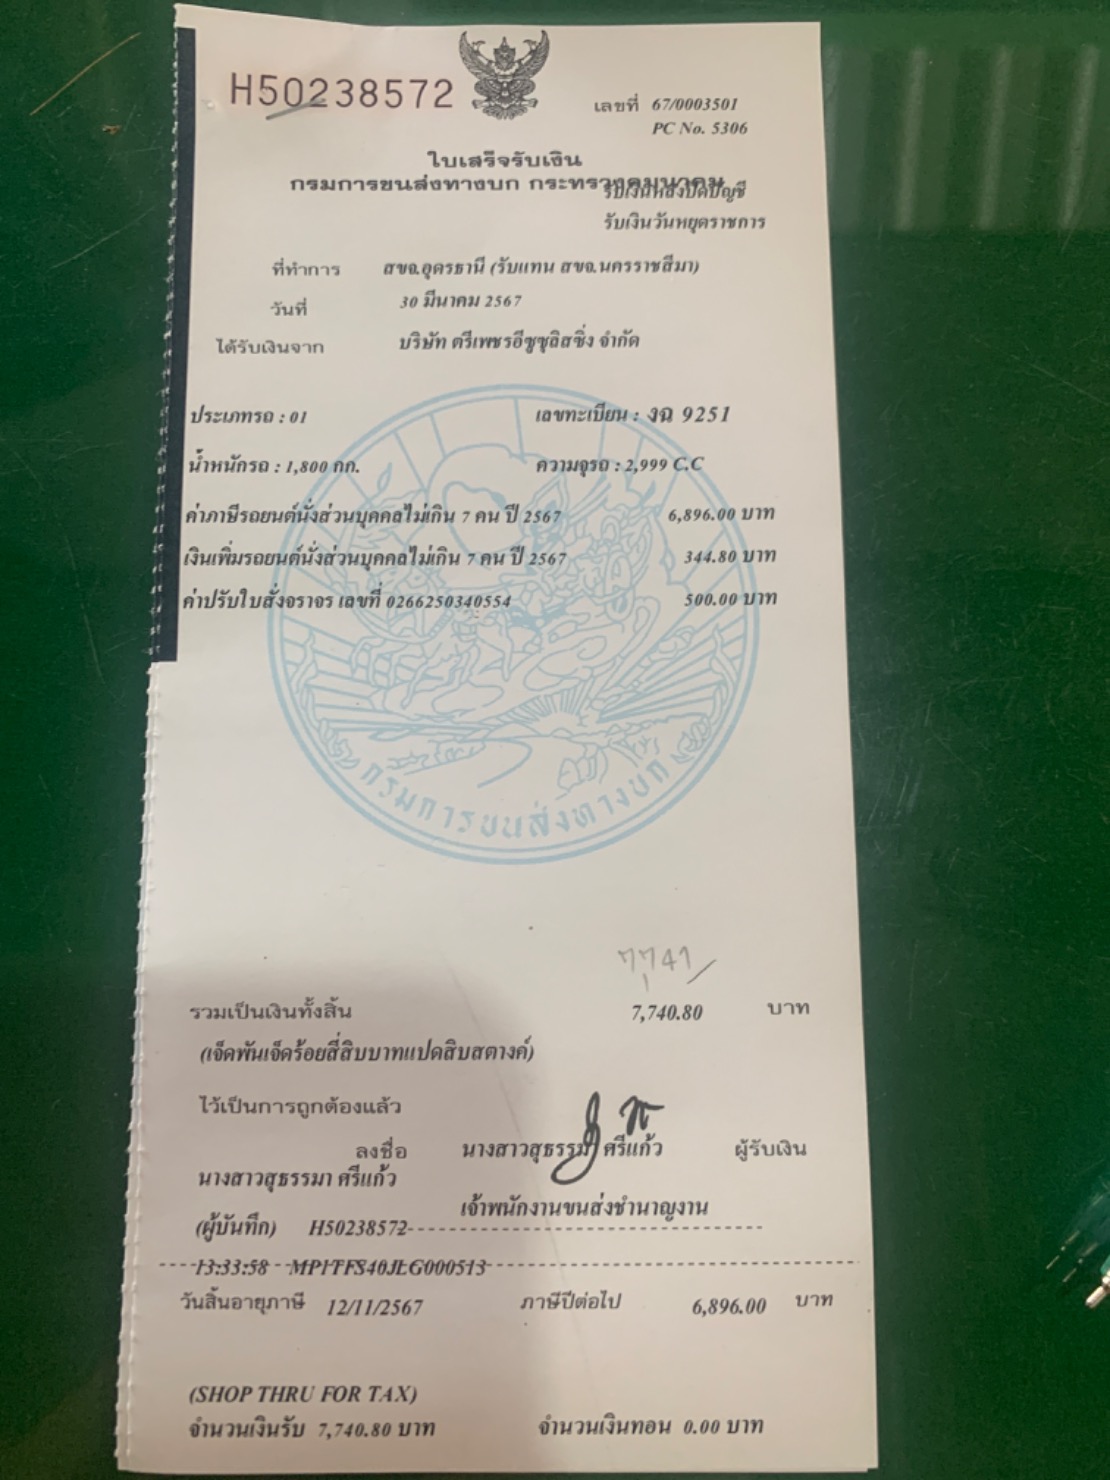 H50238572
เลขที่ 67/0003501
PC No. 5306
ใบเสร็จรับเงิน
กรมการขนส่งทางบก กระทรวงคมนาคม
รับเงินหลังปิดบัญชี
รับเงินวันหยุดราชการ
ที่ทำการ สขจ.อุดรธานี (รับแทน สขจ.นครราชสีมา)
วันที่ 30 มีนาคม 2567
ได้รับเงินจาก บริษัท ตรีเพชรอีซูซุลิสซิ่ง จำกัด
ประเภทรถ : 01 เลขทะเบียน : งฉ 9251
น้ำหนักรถ : 1,800 กก. ความจุรถ : 2,999 C.C
ค่าภาษีรถยนต์นั่งส่วนบุคคลไม่เกิน 7 คน ปี 2567 6,896.00 บาท
เงินเพิ่มรถยนต์นั่งส่วนบุคคลไม่เกิน 7 คน ปี 2567 344.80 บาท
ค่าปรับใบสั่งจราจร เลขที่ 0266250340554 500.00 บาท
กรมการขนส่งทางบก
7,741
รวมเป็นเงินทั้งสิ้น 7,740.80 บาท
(เจ็ดพันเจ็ดร้อยสี่สิบบาทแปดสิบสตางค์)
ไว้เป็นการถูกต้องแล้ว
ลงชื่อ นางสาวสุธรรมา ศรีแก้ว ผู้รับเงิน
นางสาวสุธรรมา ศรีแก้ว
เจ้าพนักงานขนส่งชำนาญงาน
(ผู้บันทึก) H50238572
13:33:58 MP1TFS40JLG000513
วันสิ้นอายุภาษี 12/11/2567 ภาษีปีต่อไป 6,896.00 บาท
(SHOP THRU FOR TAX)
จำนวนเงินรับ 7,740.80 บาท จำนวนเงินทอน 0.00 บาท